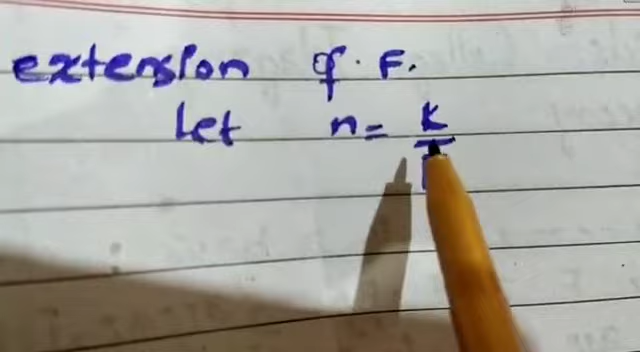 extension of. F.
Let n = K